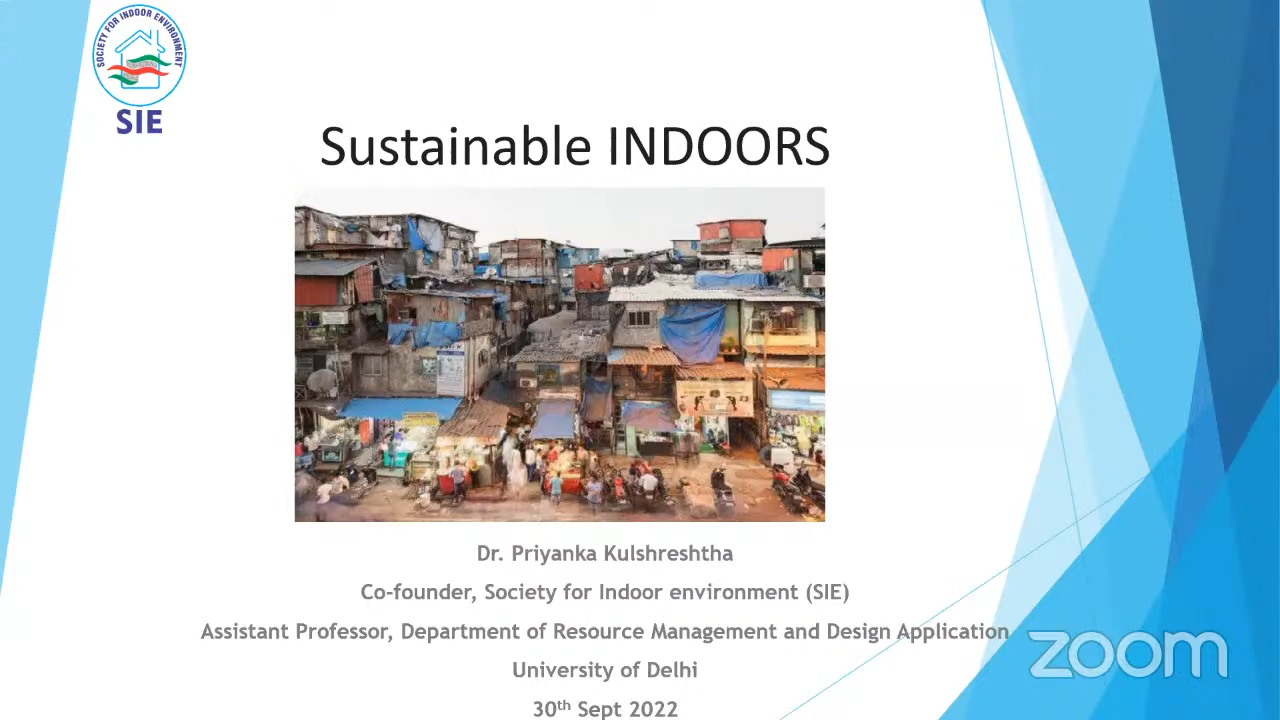 SOCIETY FOR INDOOR ENVIRONMENT
SIE
Sustainable INDOORS
Dr. Priyanka Kulshreshtha
Co-founder, Society for Indoor environment (SIE)
Assistant Professor, Department of Resource Management and Design Application
University of Delhi
30th Sept 2022
zoom